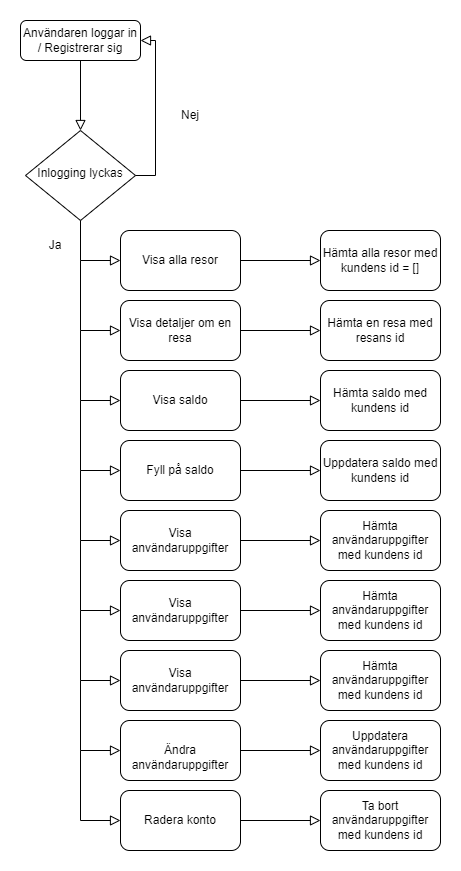 Användaren loggar in
/ Registrerar sig
Nej
Inlogging lyckas
Ja
Visa alla resor
Hämta alla resor med
kundens id = []
Visa detaljer om en
resa
Hämta en resa med
resans id
Visa saldo
Hämta saldo med
kundens id
Fyll på saldo
Uppdatera saldo med
kundens id
Visa
användaruppgifter
Hämta
användaruppgifter
med kundens id
Visa
användaruppgifter
Hämta
användaruppgifter
med kundens id
Visa
användaruppgifter
Hämta
användaruppgifter
med kundens id
Ändra
användaruppgifter
Uppdatera
användaruppgifter
med kundens id
Radera konto
Ta bort
användaruppgifter
med kundens id